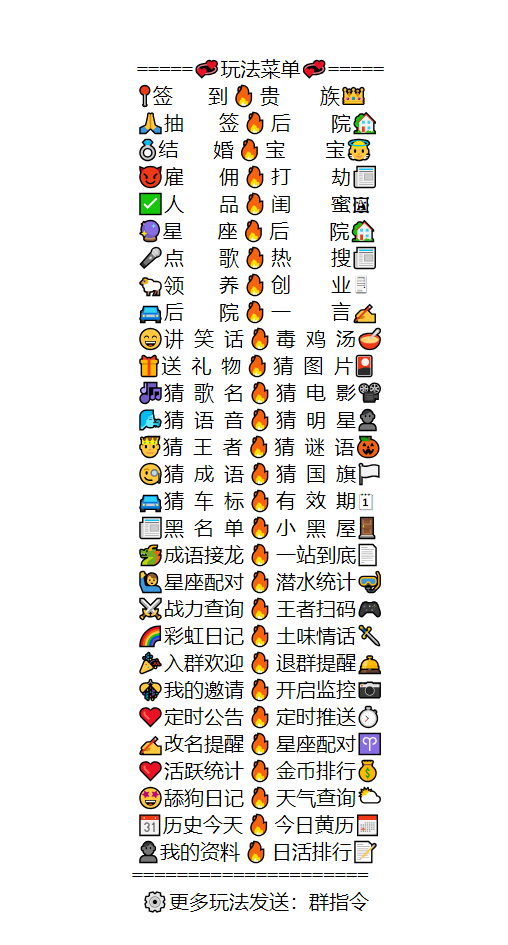 =====💞玩法菜单💞=====
📍签 到🔥贵 族👑
🙏抽 签🔥后 院🏡
💍结 婚🔥宝 宝👼
😈雇 佣🔥打 劫📰
✅人 品🔥闺 蜜🖼
🔮星 座🔥后 院🏡
🎤点 歌🔥热 搜📰
🐑领 养🔥创 业🧾
🚘后 院🔥一 言✍
😄讲 笑 话🔥毒 鸡 汤🥣
🎁送 礼 物🔥猜 图 片🎴
🎶猜 歌 名🔥猜 电 影📽
🗣猜 语 音🔥猜 明 星👤
🤴猜 王 者🔥猜 谜 语🎃
🧐猜 成 语🔥猜 国 旗🏳
🚘猜 车 标🔥有 效 期🗓
📰黑 名 单🔥小 黑 屋🚪
🐲成语接龙🔥一站到底📄
🙋星座配对🔥潜水统计🤿
⚔战力查询🔥王者扫码🎮
🌈彩虹日记🔥土味情话🗡
🎉入群欢迎🔥退群提醒🛎
🪅我的邀请🔥开启监控📷
❤定时公告🔥定时推送⏱
✍改名提醒🔥星座配对♈
❤活跃统计🔥金币排行💰
🤩舔狗日记🔥天气查询🌥
📅历史今天🔥今日黄历📅
👤我的资料🔥日活排行📝
=====================
⚙更多玩法发送：群指令